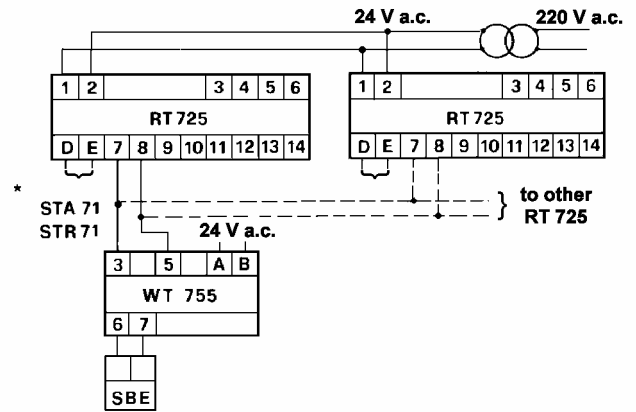 24 V a.c. 220 V a.c.
1 2 3 4 5 6
RT 725
D E 7 8 9 10 11 12 13 14
1 2 3 4 5 6
RT 725
D E 7 8 9 10 11 12 13 14
*
STA 71
STR 71
to other
RT 725
24 V a.c.
3 5 A B
WT 755
6 7
SBE